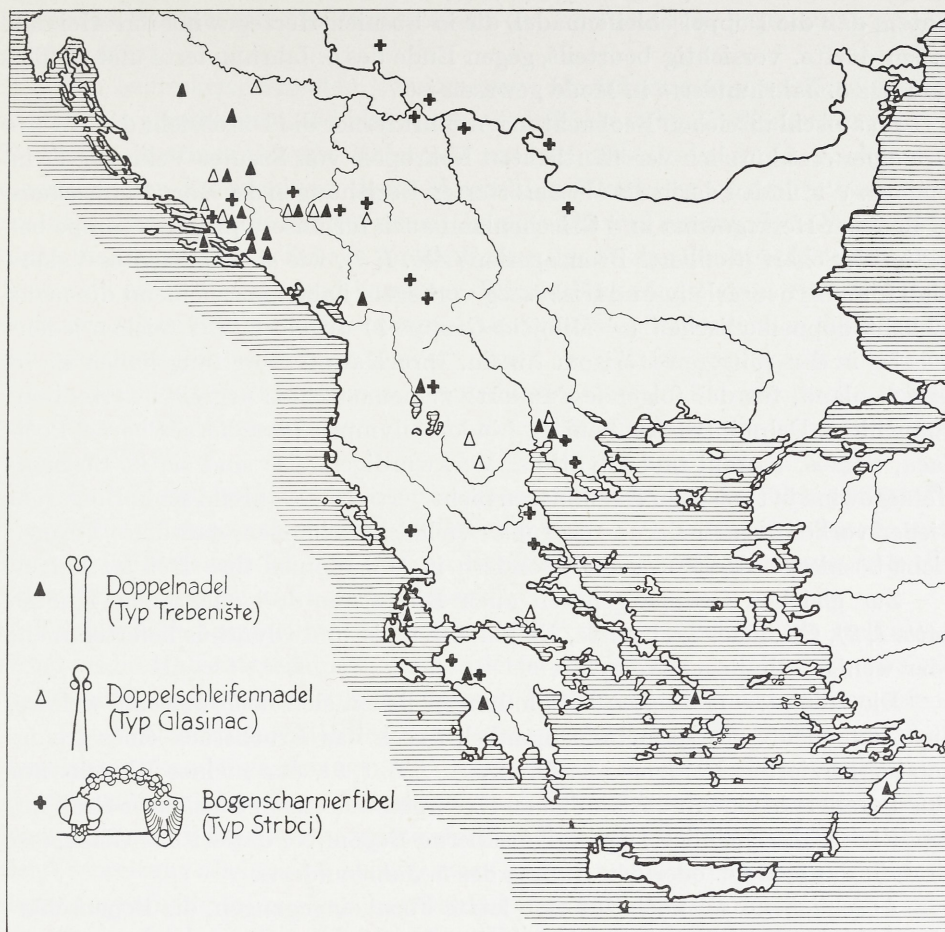 Doppelnadel
(Typ Trebenište)
Doppelschleifennadel
(Typ Glasinac)
Bogenscharnierfibel
(Typ Strbci)